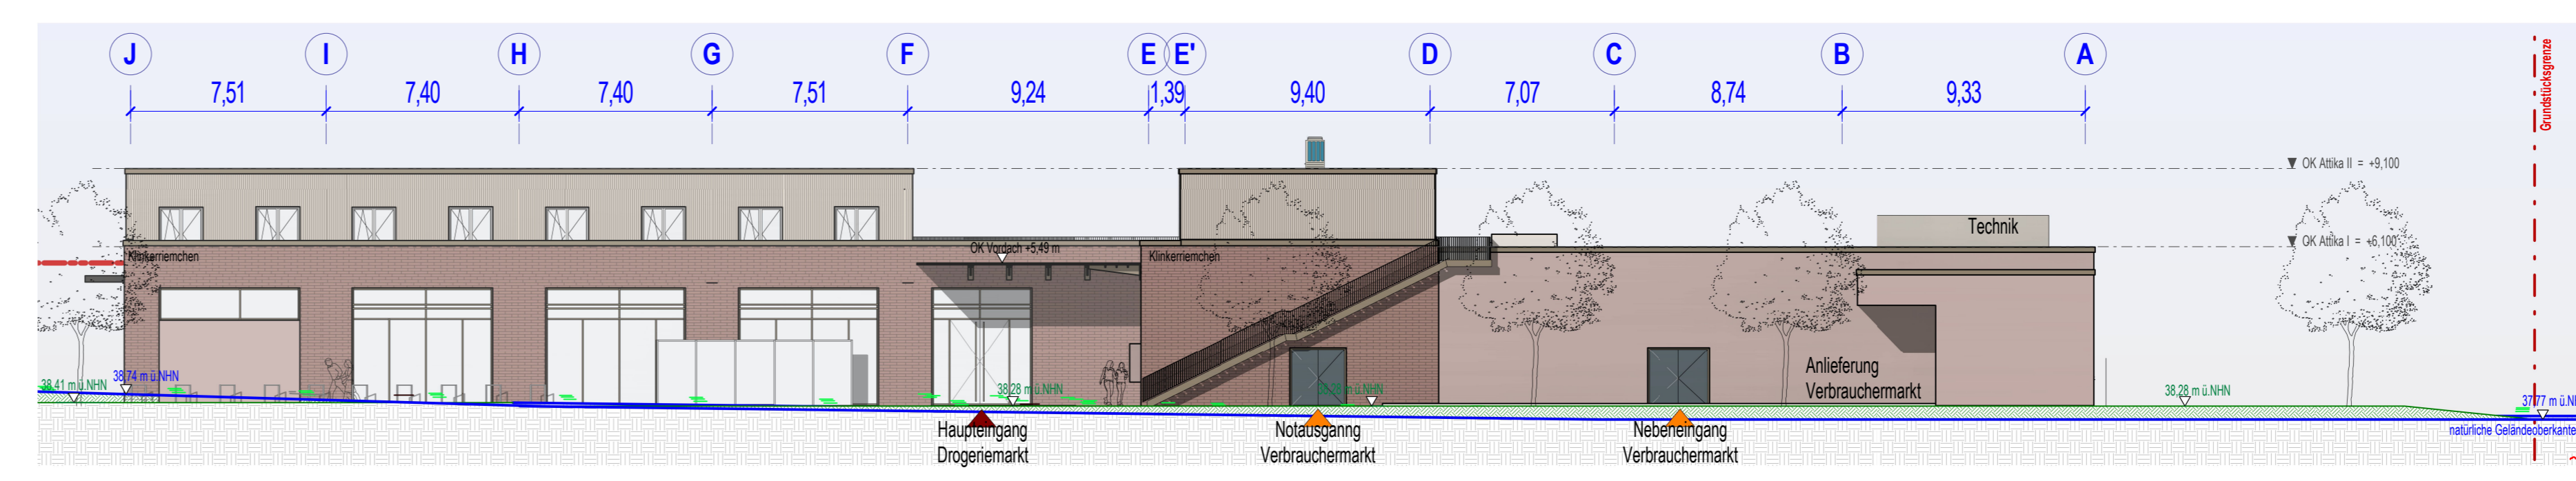 J I H G F E E' D C B A
7,51 7,40 7,40 7,51 9,24 1,39 9,40 7,07 8,74 9,33
Grundstücksgrenze
OK Attika II = +9,100
Technik
OK Vordach +5,49 m
OK Attika I = +6,100
Klinkerriemchen
Klinkerriemchen
Anlieferung
Verbrauchermarkt
38,41 m ü.NHN
38,74 m ü.NHN
38,28 m ü.NHN
38,28 m ü.NHN
37,77 m ü.N
natürliche Geländeoberkante
Haupteingang
Drogeriemarkt
Notausgannng
Verbrauchermarkt
Nebeneingang
Verbrauchermarkt